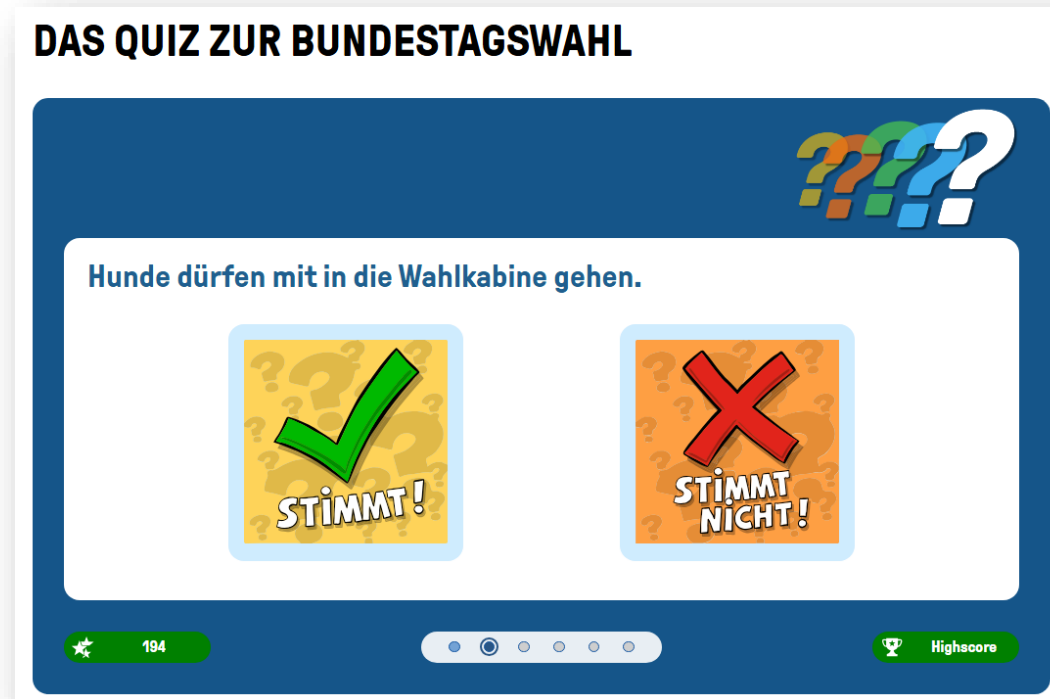 DAS QUIZ ZUR BUNDESTAGSWAHL
?????
Hunde dürfen mit in die Wahlkabine gehen.
STIMMT!
STIMMT
NICHT!
194
Highscore